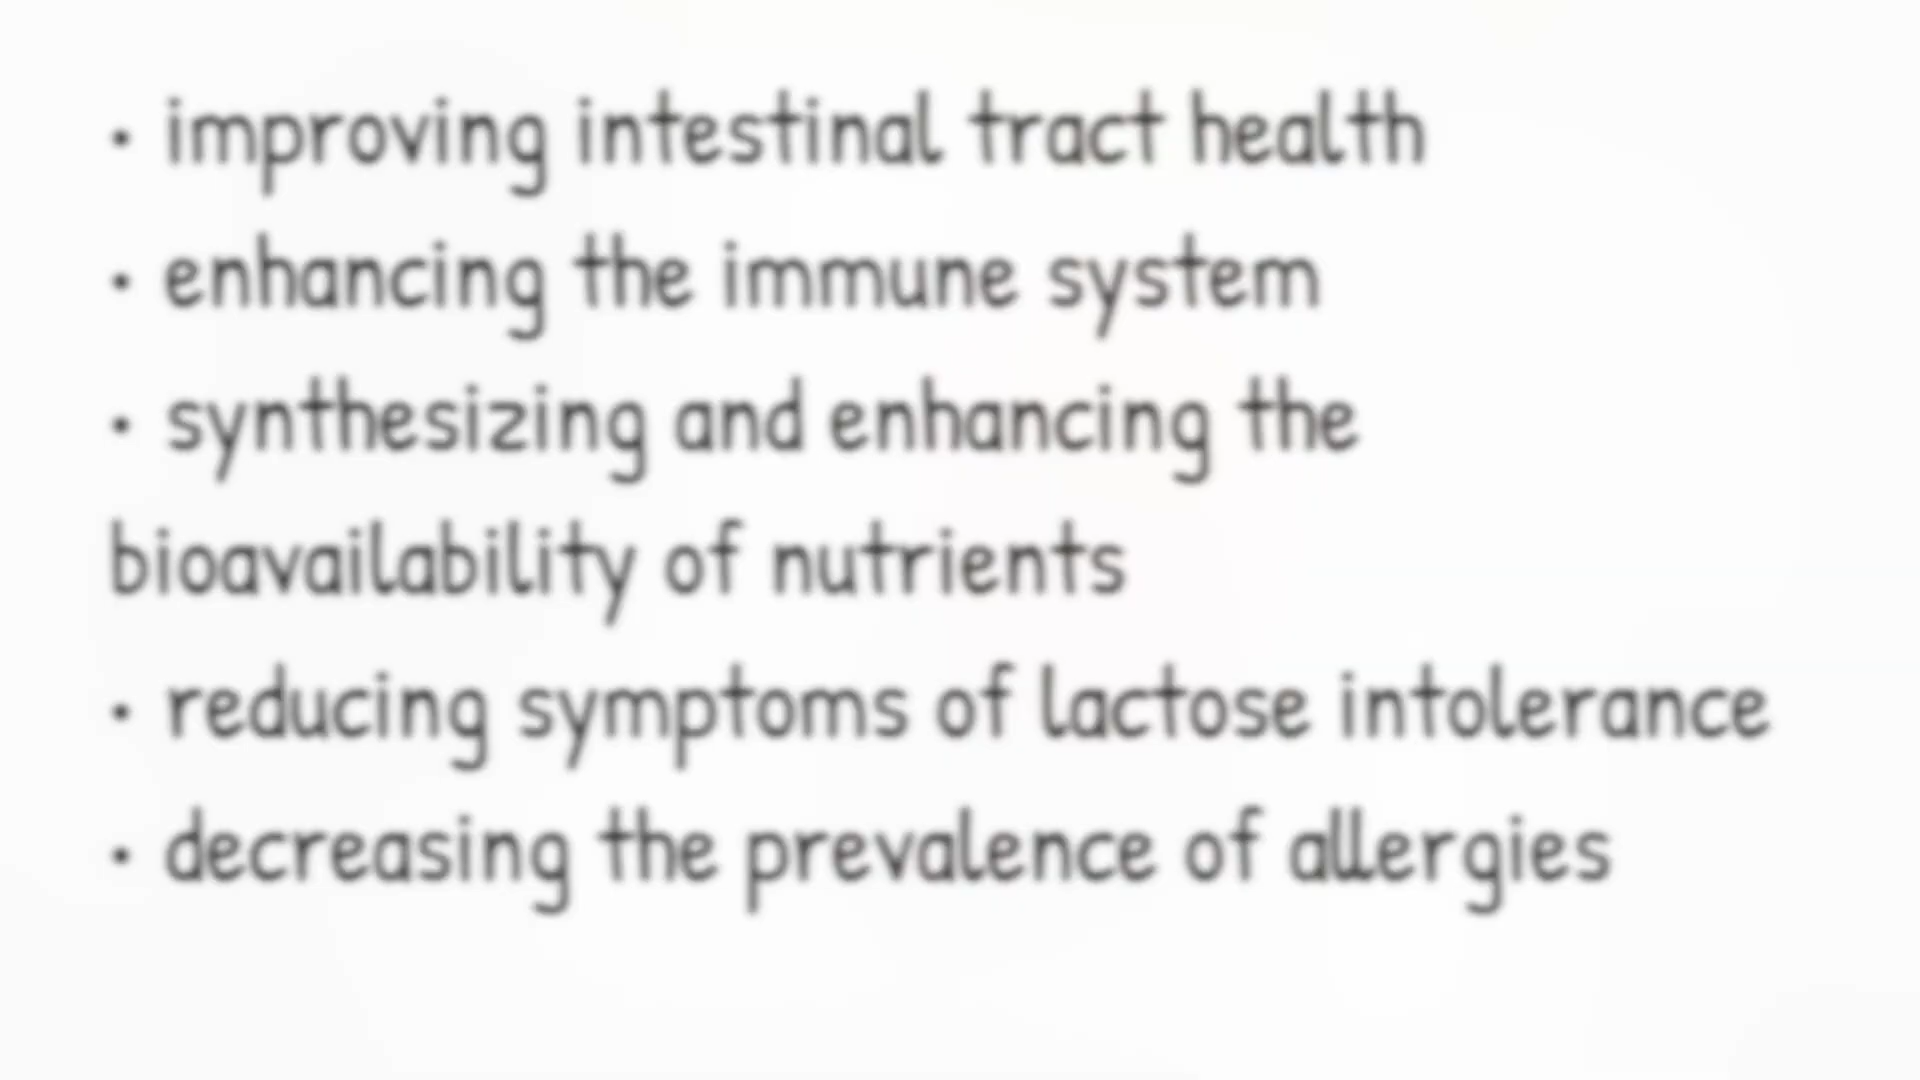 • improving intestinal tract health
• enhancing the immune system
• synthesizing and enhancing the
bioavailability of nutrients
• reducing symptoms of lactose intolerance
• decreasing the prevalence of allergies